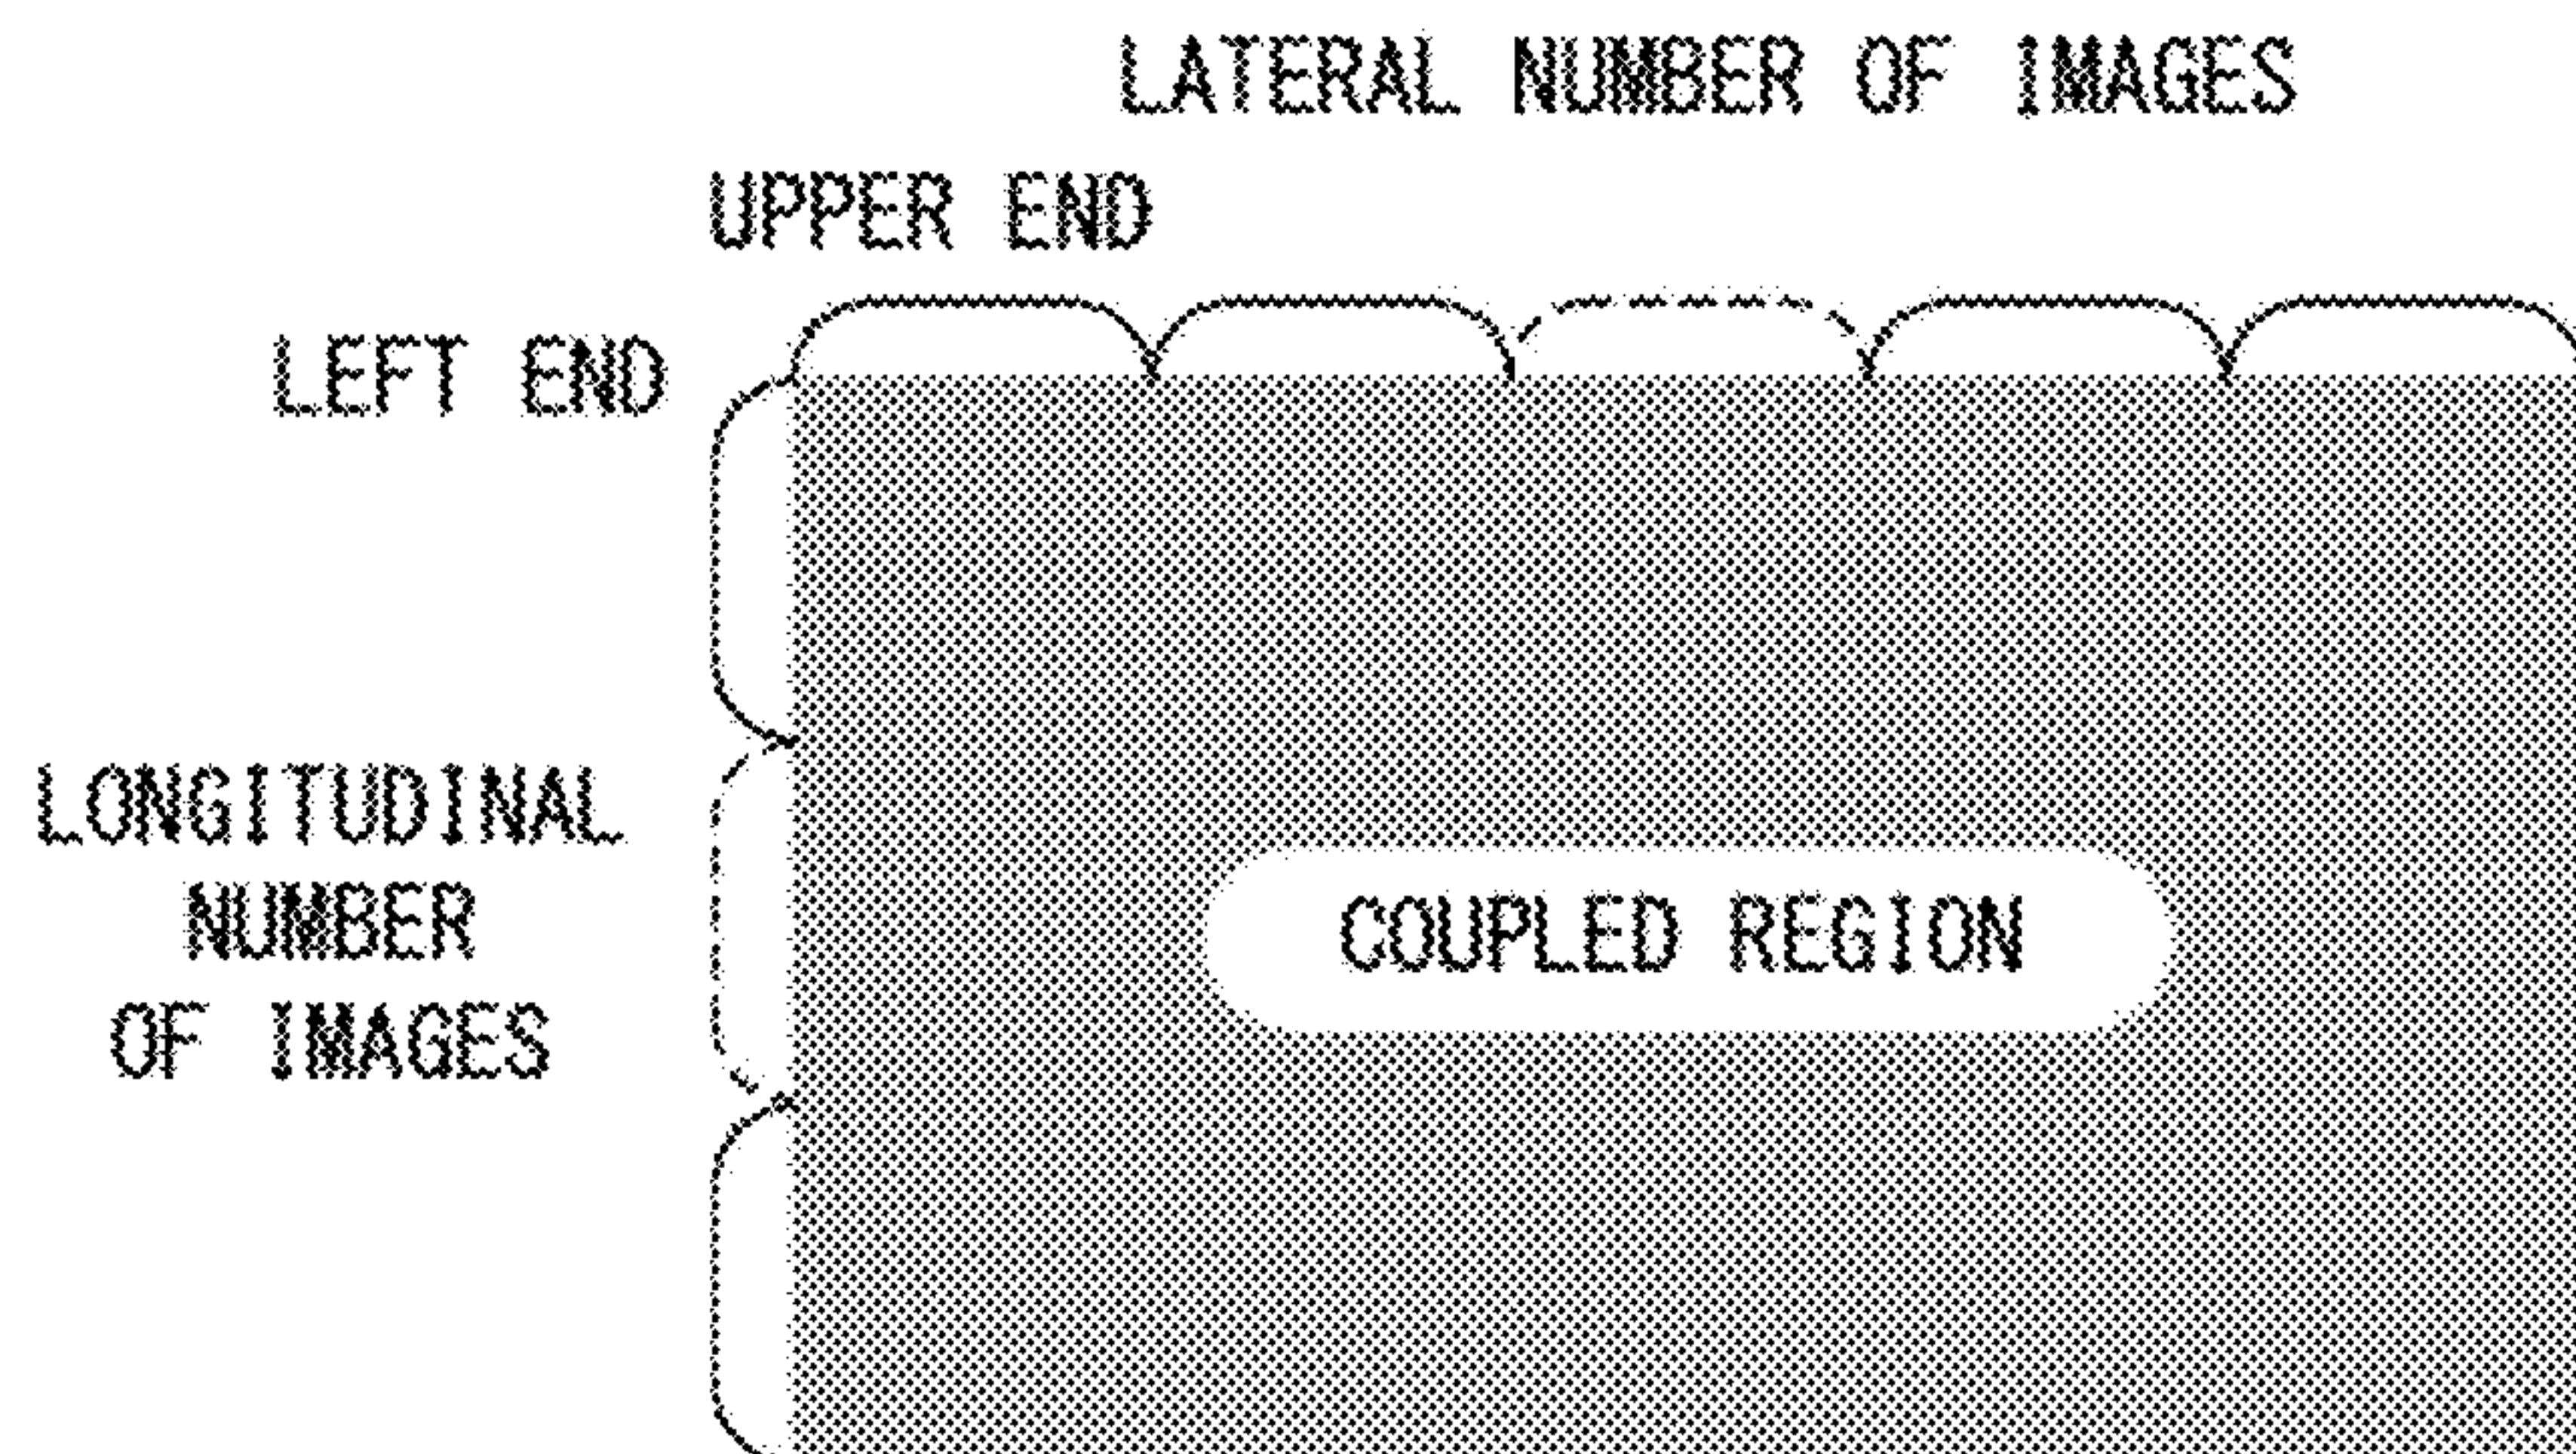 LATERAL NUMBER OF IMAGES
UPPER END
LEFT END
LONGITUDINAL
NUMBER
OF IMAGES
COUPLED REGION